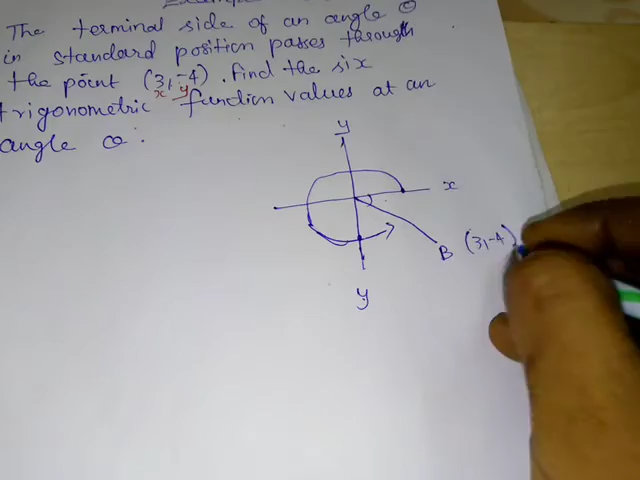 Example
The terminal side of an angle θ
in standard position passes through
the point (3,-4). Find the six
x y
trigonometric function values at an
angle θ.
y
x
B (3,-4)
y